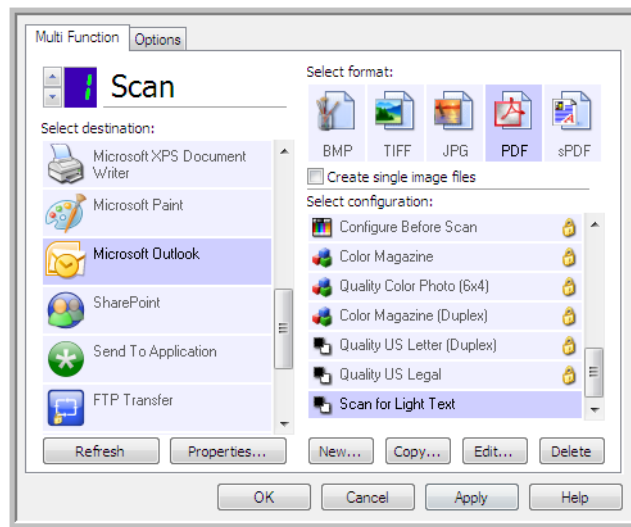 Multi Function
Options
1
Scan
Select destination:
Microsoft XPS Document
Writer
Microsoft Paint
Microsoft Outlook
SharePoint
Send To Application
FTP Transfer
Refresh
Properties...
Select format:
BMP
TIFF
JPG
PDF
sPDF
Create single image files
Select configuration:
Configure Before Scan
Color Magazine
Quality Color Photo (6x4)
Color Magazine (Duplex)
Quality US Letter (Duplex)
Quality US Legal
Scan for Light Text
New...
Copy...
Edit...
Delete
OK
Cancel
Apply
Help